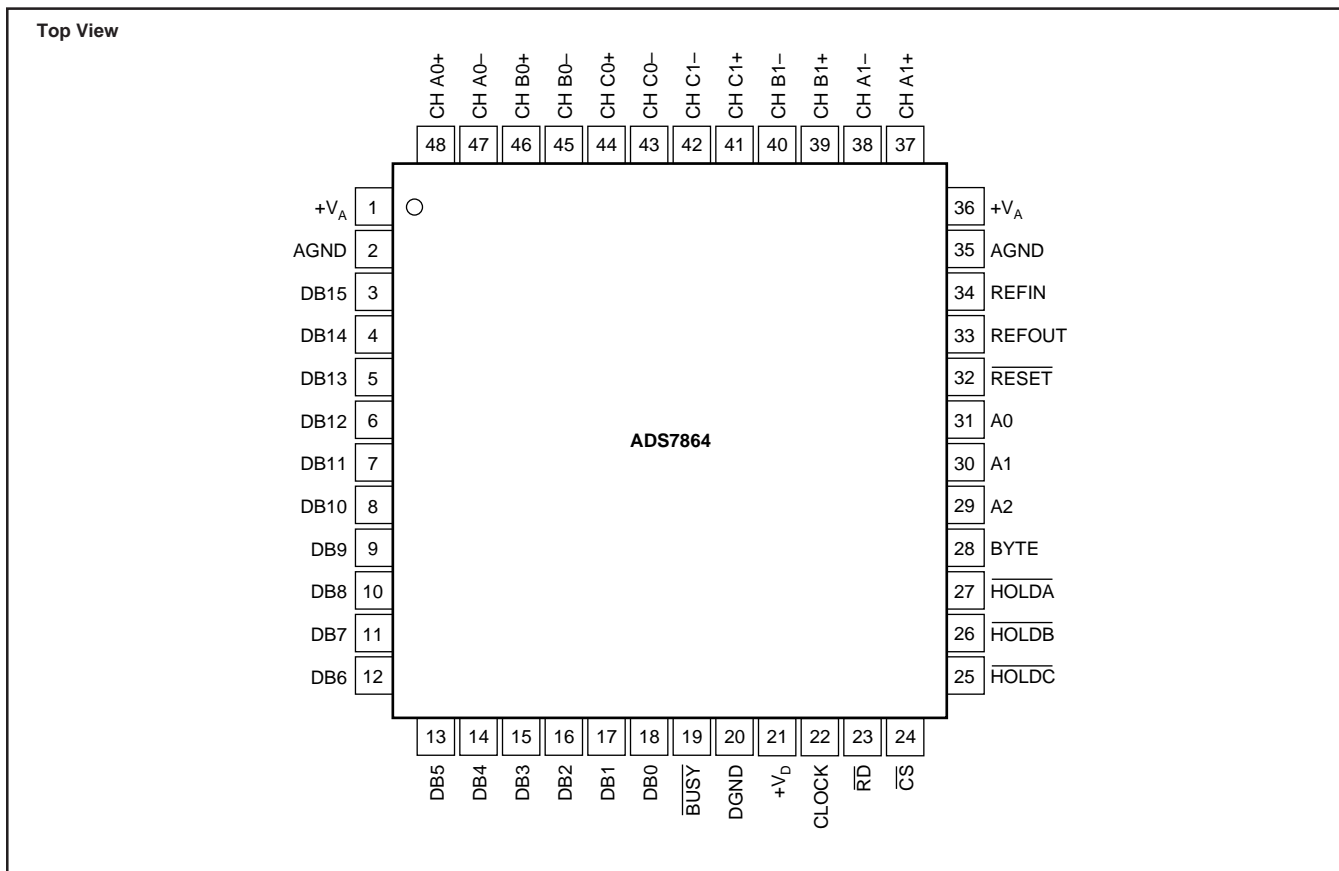 Top View
CH A0+
CH A0–
CH B0+
CH B0–
CH C0+
CH C0–
CH C1–
CH C1+
CH B1–
CH B1+
CH A1–
CH A1+
48 47 46 45 44 43 42 41 40 39 38 37
+VA 1
AGND 2
DB15 3
DB14 4
DB13 5
DB12 6
DB11 7
DB10 8
DB9 9
DB8 10
DB7 11
DB6 12
ADS7864
36 +VA
35 AGND
34 REFIN
33 REFOUT
32 RESET
31 A0
30 A1
29 A2
28 BYTE
27 HOLDA
26 HOLDB
25 HOLDC
13 14 15 16 17 18 19 20 21 22 23 24
DB5
DB4
DB3
DB2
DB1
DB0
BUSY
DGND
+VD
CLOCK
RD
CS